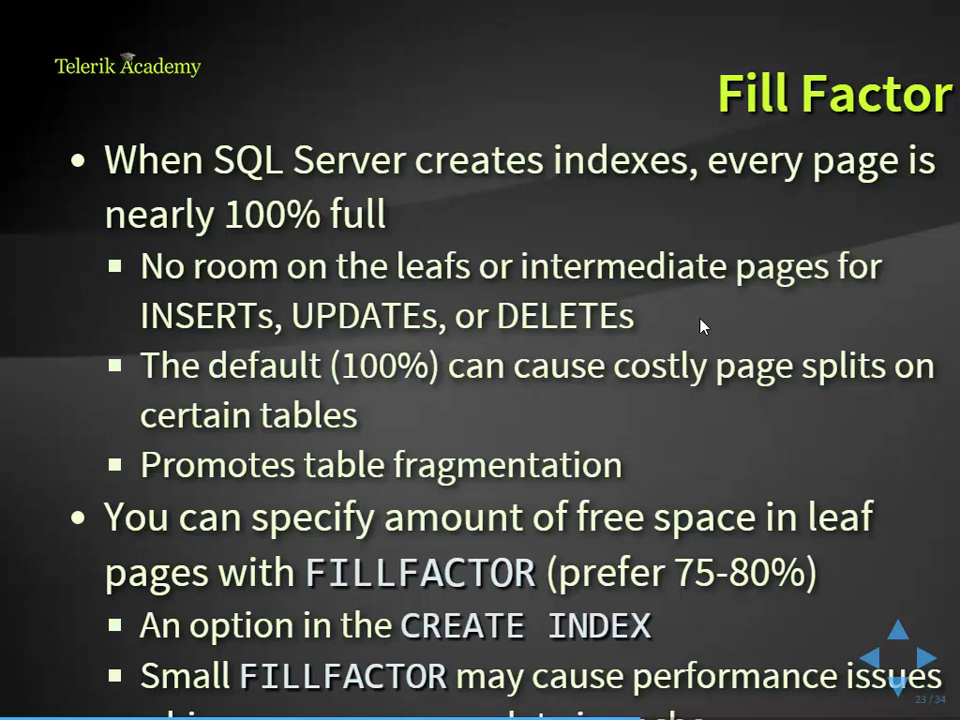 Telerik Academy
Fill Factor
• When SQL Server creates indexes, every page is
nearly 100% full
▪ No room on the leafs or intermediate pages for
INSERTs, UPDATEs, or DELETEs
▪ The default (100%) can cause costly page splits on
certain tables
▪ Promotes table fragmentation
• You can specify amount of free space in leaf
pages with FILLFACTOR (prefer 75-80%)
▪ An option in the CREATE INDEX
▪ Small FILLFACTOR may cause performance issues
23 / 34